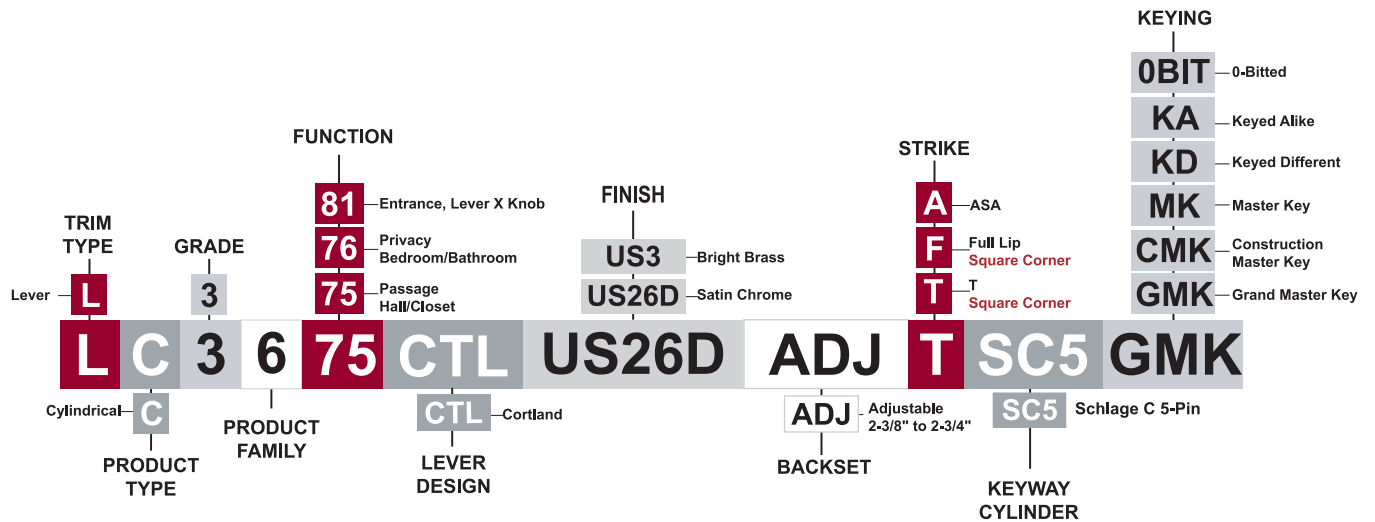 KEYING
0BIT
0-Bitted
KA
Keyed Alike
KD
Keyed Different
MK
Master Key
CMK
Construction
Master Key
GMK
Grand Master Key
FUNCTION
81
Entrance, Lever X Knob
76
Privacy
Bedroom/Bathroom
75
Passage
Hall/Closet
STRIKE
A
ASA
F
Full Lip
Square Corner
T
T
Square Corner
FINISH
US3
Bright Brass
US26D
Satin Chrome
TRIM
TYPE
Lever
L
GRADE
3
L C 3 6 75 CTL US26D ADJ T SC5 GMK
Cylindrical
C
PRODUCT
TYPE
PRODUCT
FAMILY
CTL
Cortland
LEVER
DESIGN
ADJ
Adjustable
2-3/8" to 2-3/4"
BACKSET
SC5
Schlage C 5-Pin
KEYWAY
CYLINDER